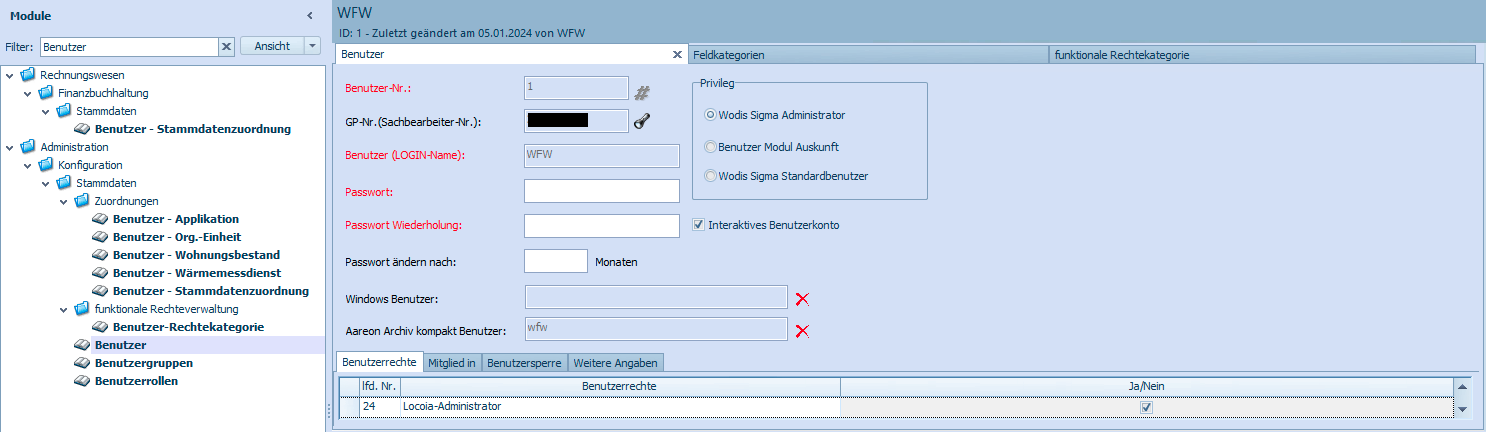 Module
Filter: Benutzer Ansicht
Rechnungswesen
Finanzbuchhaltung
Stammdaten
Benutzer - Stammdatenzuordnung
Administration
Konfiguration
Stammdaten
Zuordnungen
Benutzer - Applikation
Benutzer - Org.-Einheit
Benutzer - Wohnungsbestand
Benutzer - Wärmemessdienst
Benutzer - Stammdatenzuordnung
funktionale Rechteverwaltung
Benutzer-Rechtekategorie
Benutzer
Benutzergruppen
Benutzerrollen
WFW
ID: 1 - Zuletzt geändert am 05.01.2024 von WFW
Benutzer Feldkategorien funktionale Rechtekategorie
Benutzer-Nr.: 1
GP-Nr.(Sachbearbeiter-Nr.):
Benutzer (LOGIN-Name): WFW
Passwort:
Passwort Wiederholung:
Passwort ändern nach: Monaten
Windows Benutzer:
Aareon Archiv kompakt Benutzer: wfw
Privileg
Wodis Sigma Administrator
Benutzer Modul Auskunft
Wodis Sigma Standardbenutzer
Interaktives Benutzerkonto
Benutzerrechte Mitglied in Benutzersperre Weitere Angaben
lfd. Nr. Benutzerrechte Ja/Nein
24 Locoia-Administrator